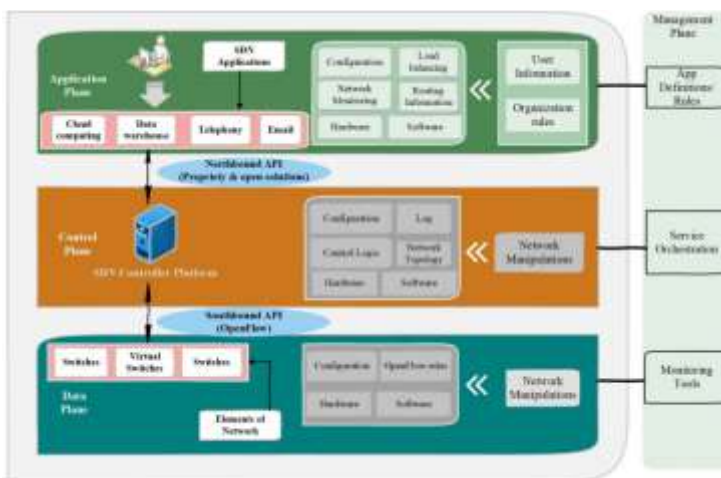 Management
Plane
Application
Plane
SDN
Applications
Cloud
computing
Data
warehouse
Telephony
Email
Configuration
Load
balancing
Network
Monitoring
Routing
Information
Hardware
Software
User
Information
Organization
rules
App
Definitions/
Rules
Northbound API
(Propriety & open solutions)
Control
Plane
SDN Controller Platform
Configuration
Log
Control Logic
Network
Topology
Hardware
Software
Network
Manipulations
Service
Orchestration
Southbound API
(OpenFlow)
Switches
Virtual
Switches
Switches
Data
Plane
Elements of
Network
Configuration
OpenFlow rules
Hardware
Software
Network
Manipulations
Monitoring
Tools